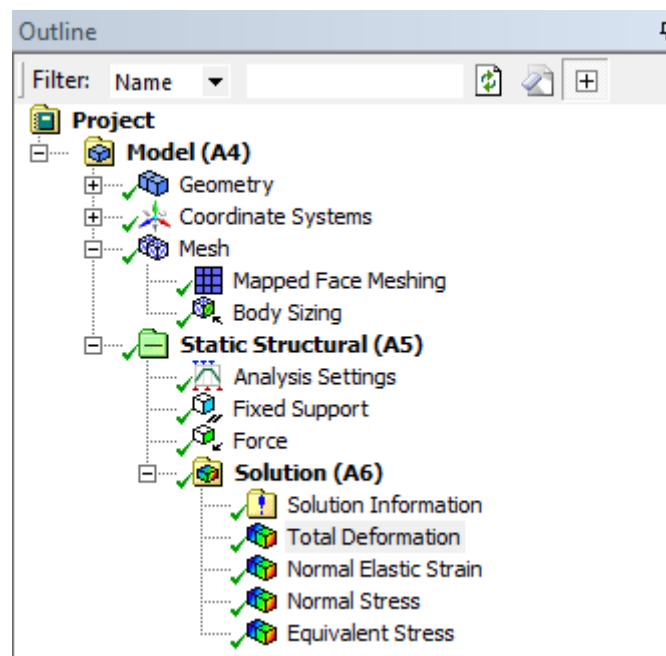 Outline
Filter: Name
Project
Model (A4)
Geometry
Coordinate Systems
Mesh
Mapped Face Meshing
Body Sizing
Static Structural (A5)
Analysis Settings
Fixed Support
Force
Solution (A6)
Solution Information
Total Deformation
Normal Elastic Strain
Normal Stress
Equivalent Stress